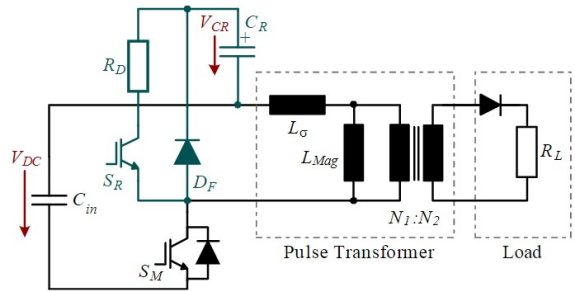 V_CR
C_R
+
R_D
L_σ
L_Mag
R_L
V_DC
S_R
D_F
C_in
N_1:N_2
S_M
Pulse Transformer
Load